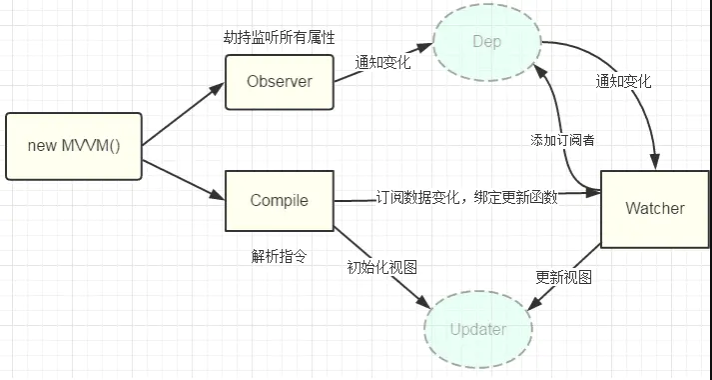 劫持监听所有属性
Dep
Observer
通知变化
通知变化
new MVVM()
添加订阅者
Compile
订阅数据变化，绑定更新函数
Watcher
解析指令
初始化视图
更新视图
Updater